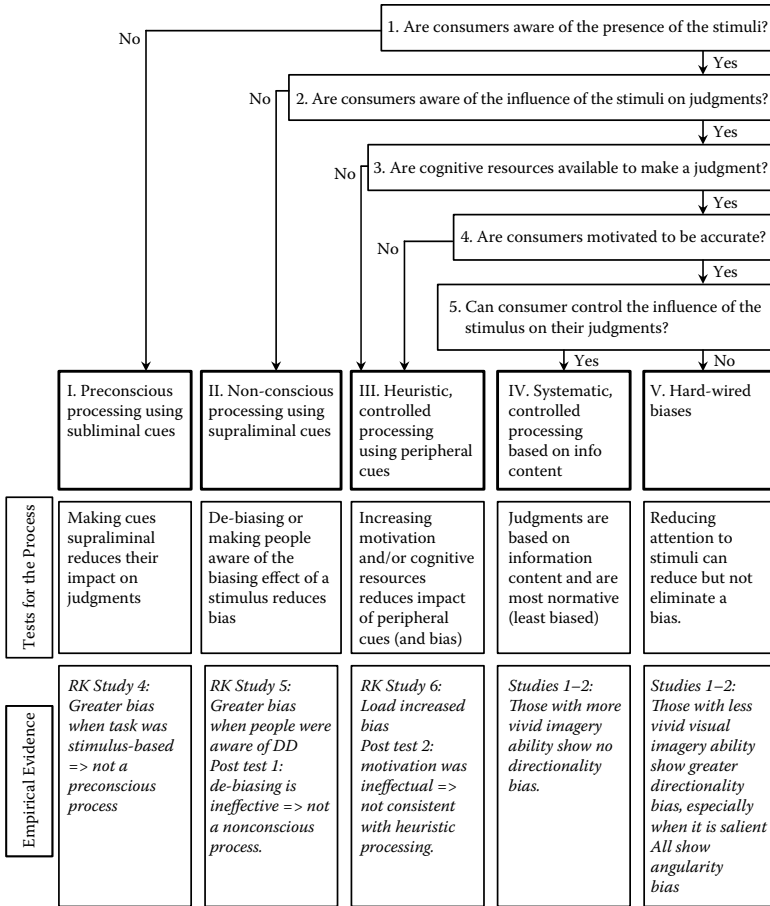 1. Are consumers aware of the presence of the stimuli?
No
Yes
2. Are consumers aware of the influence of the stimuli on judgments?
No
Yes
3. Are cognitive resources available to make a judgment?
No
Yes
4. Are consumers motivated to be accurate?
No
Yes
5. Can consumer control the influence of the
stimulus on their judgments?
Yes
No
I. Preconscious
processing using
subliminal cues
II. Non-conscious
processing using
supraliminal cues
III. Heuristic,
controlled
processing
using peripheral
cues
IV. Systematic,
controlled
processing
based on info
content
V. Hard-wired
biases
Tests for the Process
Making cues
supraliminal
reduces their
impact on
judgments
De-biasing or
making people
aware of the
biasing effect of a
stimulus reduces
bias
Increasing
motivation
and/or cognitive
resources
reduces impact
of peripheral
cues (and bias)
Judgments are
based on
information
content and are
most normative
(least biased)
Reducing
attention to
stimuli can
reduce but not
eliminate a
bias.
Empirical Evidence
RK Study 4:
Greater bias
when task was
stimulus-based
=> not a
preconscious
process
RK Study 5:
Greater bias
when people were
aware of DD
Post test 1:
de-biasing is
ineffective => not
a nonconscious
process.
RK Study 6:
Load increased
bias
Post test 2:
motivation was
ineffectual =>
not consistent
with heuristic
processing.
Studies 1–2:
Those with more
vivid imagery
ability show no
directionality
bias.
Studies 1–2:
Those with less
vivid visual
imagery ability
show greater
directionality
bias, especially
when it is salient
All show
angularity
bias